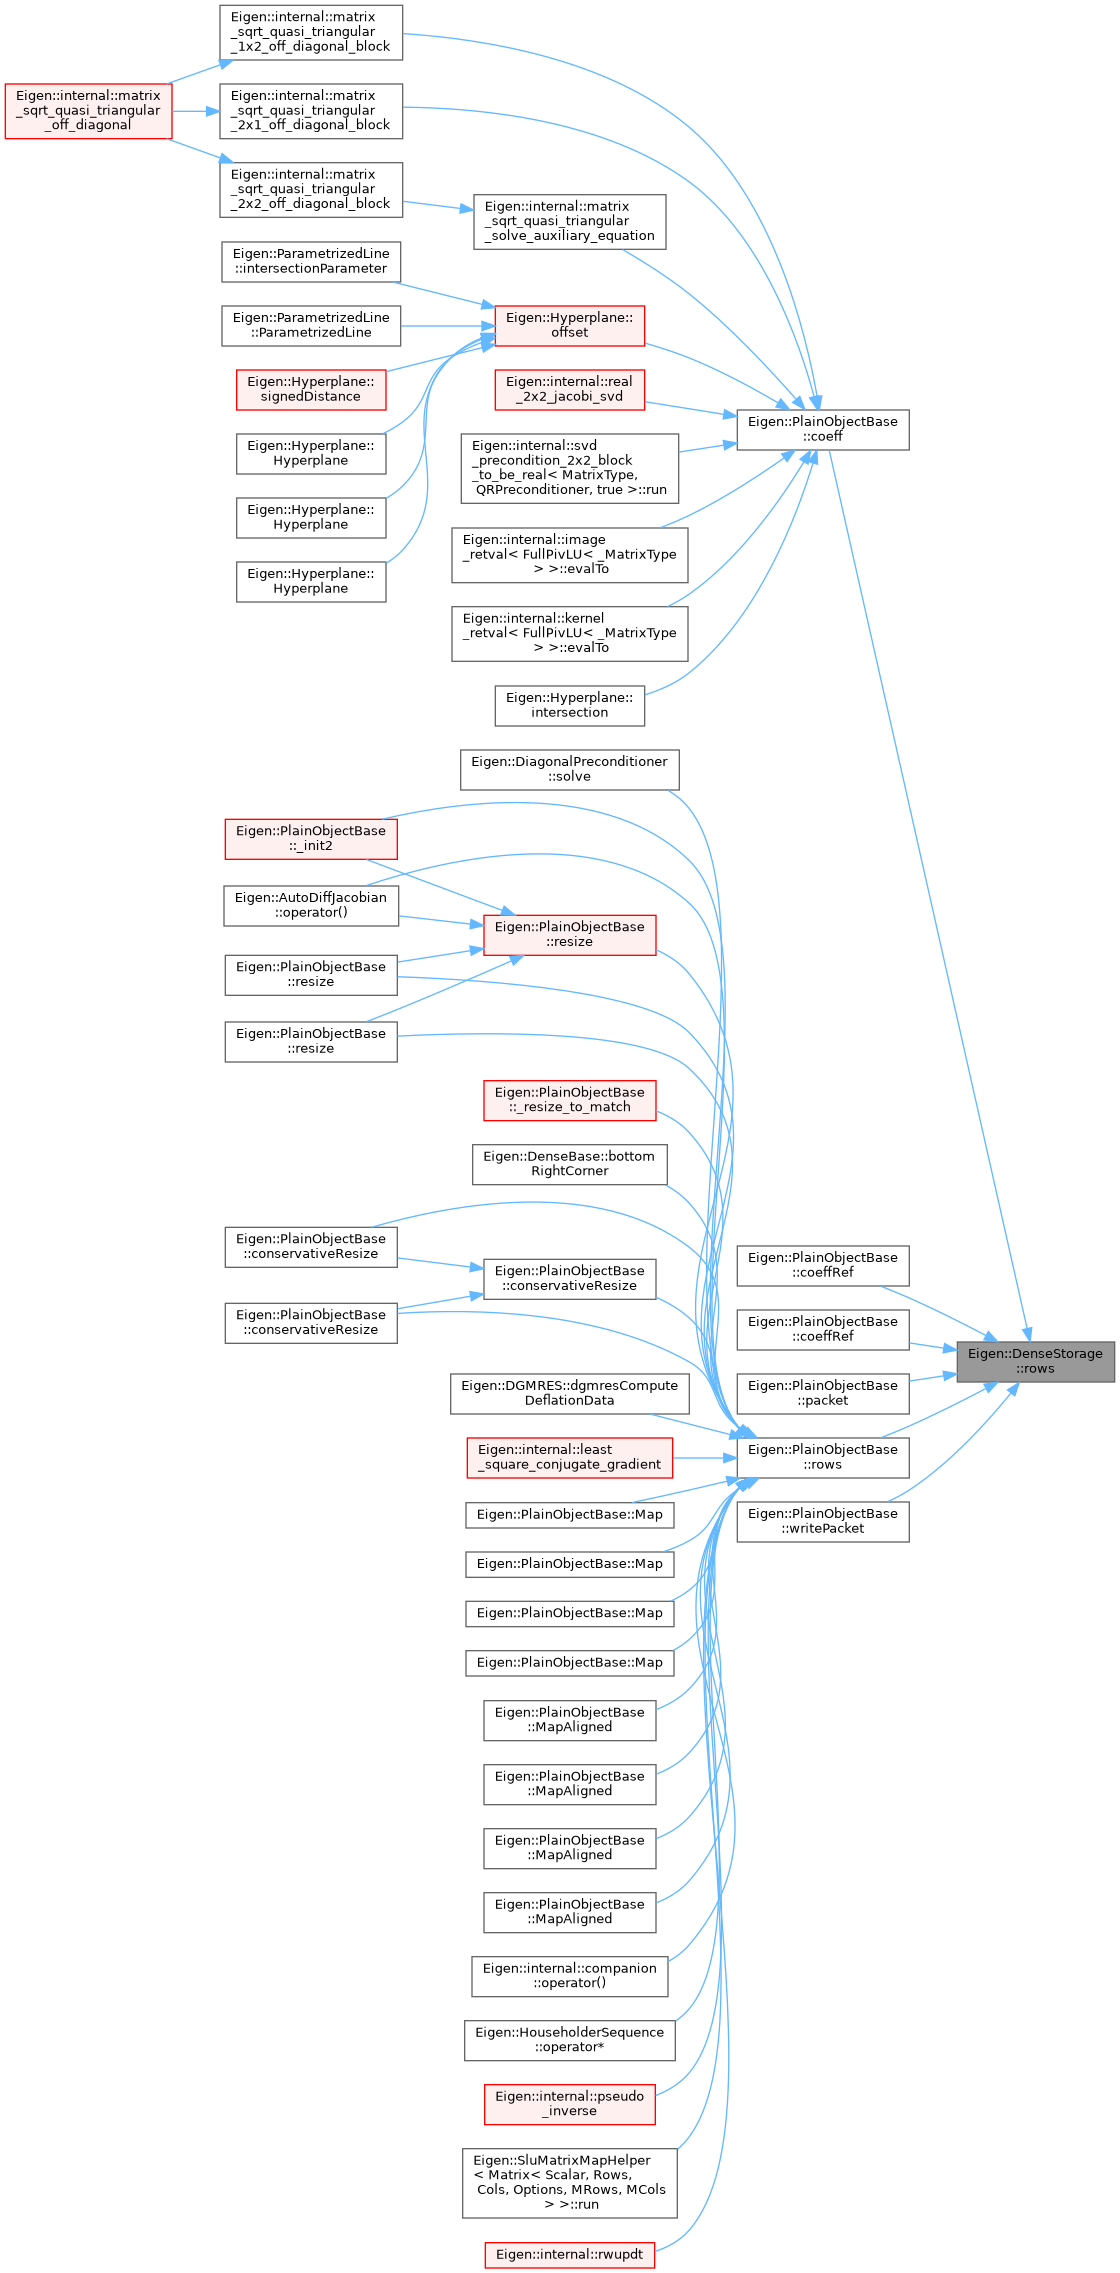 Eigen::internal::matrix
_sqrt_quasi_triangular
_1x2_off_diagonal_block
Eigen::internal::matrix
_sqrt_quasi_triangular
_off_diagonal
Eigen::internal::matrix
_sqrt_quasi_triangular
_2x1_off_diagonal_block
Eigen::internal::matrix
_sqrt_quasi_triangular
_2x2_off_diagonal_block
Eigen::internal::matrix
_sqrt_quasi_triangular
_solve_auxiliary_equation
Eigen::ParametrizedLine
::intersectionParameter
Eigen::ParametrizedLine
::ParametrizedLine
Eigen::Hyperplane::
offset
Eigen::Hyperplane::
signedDistance
Eigen::internal::real
_2x2_jacobi_svd
Eigen::PlainObjectBase
::coeff
Eigen::Hyperplane::
Hyperplane
Eigen::internal::svd
_precondition_2x2_block
_to_be_real< MatrixType,
QRPreconditioner, true >::run
Eigen::Hyperplane::
Hyperplane
Eigen::internal::image
_retval< FullPivLU< _MatrixType
> >::evalTo
Eigen::Hyperplane::
Hyperplane
Eigen::internal::kernel
_retval< FullPivLU< _MatrixType
> >::evalTo
Eigen::Hyperplane::
intersection
Eigen::DiagonalPreconditioner
::solve
Eigen::PlainObjectBase
::_init2
Eigen::AutoDiffJacobian
::operator()
Eigen::PlainObjectBase
::resize
Eigen::PlainObjectBase
::resize
Eigen::PlainObjectBase
::resize
Eigen::PlainObjectBase
::_resize_to_match
Eigen::DenseBase::bottom
RightCorner
Eigen::PlainObjectBase
::conservativeResize
Eigen::PlainObjectBase
::conservativeResize
Eigen::PlainObjectBase
::conservativeResize
Eigen::PlainObjectBase
::coeffRef
Eigen::PlainObjectBase
::coeffRef
Eigen::DenseStorage
::rows
Eigen::PlainObjectBase
::packet
Eigen::DGMRES::dgmresCompute
DeflationData
Eigen::PlainObjectBase
::rows
Eigen::internal::least
_square_conjugate_gradient
Eigen::PlainObjectBase
::writePacket
Eigen::PlainObjectBase::Map
Eigen::PlainObjectBase::Map
Eigen::PlainObjectBase::Map
Eigen::PlainObjectBase::Map
Eigen::PlainObjectBase
::MapAligned
Eigen::PlainObjectBase
::MapAligned
Eigen::PlainObjectBase
::MapAligned
Eigen::PlainObjectBase
::MapAligned
Eigen::internal::companion
::operator()
Eigen::HouseholderSequence
::operator*
Eigen::internal::pseudo
_inverse
Eigen::SluMatrixMapHelper
< Matrix< Scalar, Rows,
Cols, Options, MRows, MCols
> >::run
Eigen::internal::rwupdt